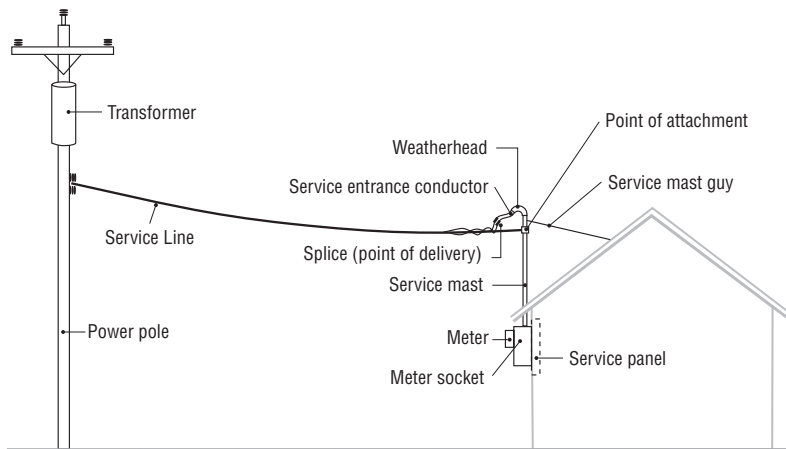 Transformer
Point of attachment
Weatherhead
Service entrance conductor
Service mast guy
Service Line
Splice (point of delivery)
Service mast
Power pole
Meter
Service panel
Meter socket